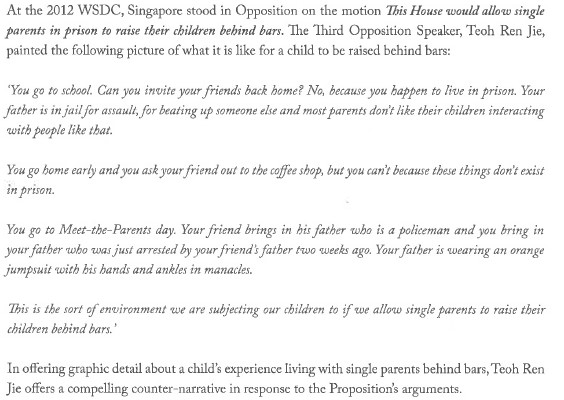 At the 2012 WSDC, Singapore stood in Opposition on the motion This House would allow single
parents in prison to raise their children behind bars. The Third Opposition Speaker, Teoh Ren Jie,
painted the following picture of what it is like for a child to be raised behind bars:
'You go to school. Can you invite your friends back home? No, because you happen to live in prison. Your
father is in jail for assault, for beating up someone else and most parents don't like their children interacting
with people like that.
You go home early and you ask your friend out to the coffee shop, but you can't because these things don't exist
in prison.
You go to Meet-the-Parents day. Your friend brings in his father who is a policeman and you bring in
your father who was just arrested by your friend's father two weeks ago. Your father is wearing an orange
jumpsuit with his hands and ankles in manacles.
This is the sort of environment we are subjecting our children to if we allow single parents to raise their
children behind bars.'
In offering graphic detail about a child's experience living with single parents behind bars, Teoh Ren
Jie offers a compelling counter-narrative in response to the Proposition's arguments.